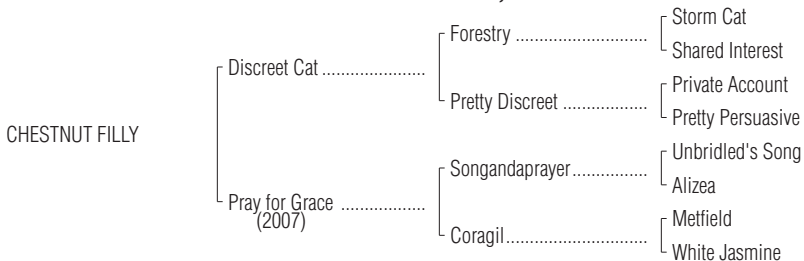 Storm Cat
Forestry ................................
Shared Interest
Discreet Cat ......................
Private Account
Pretty Discreet ....................
Pretty Persuasive
CHESTNUT FILLY
Unbridled's Song
Songandaprayer..................
Alizea
Pray for Grace ..................
(2007)
Metfield
Coragil..................................
White Jasmine